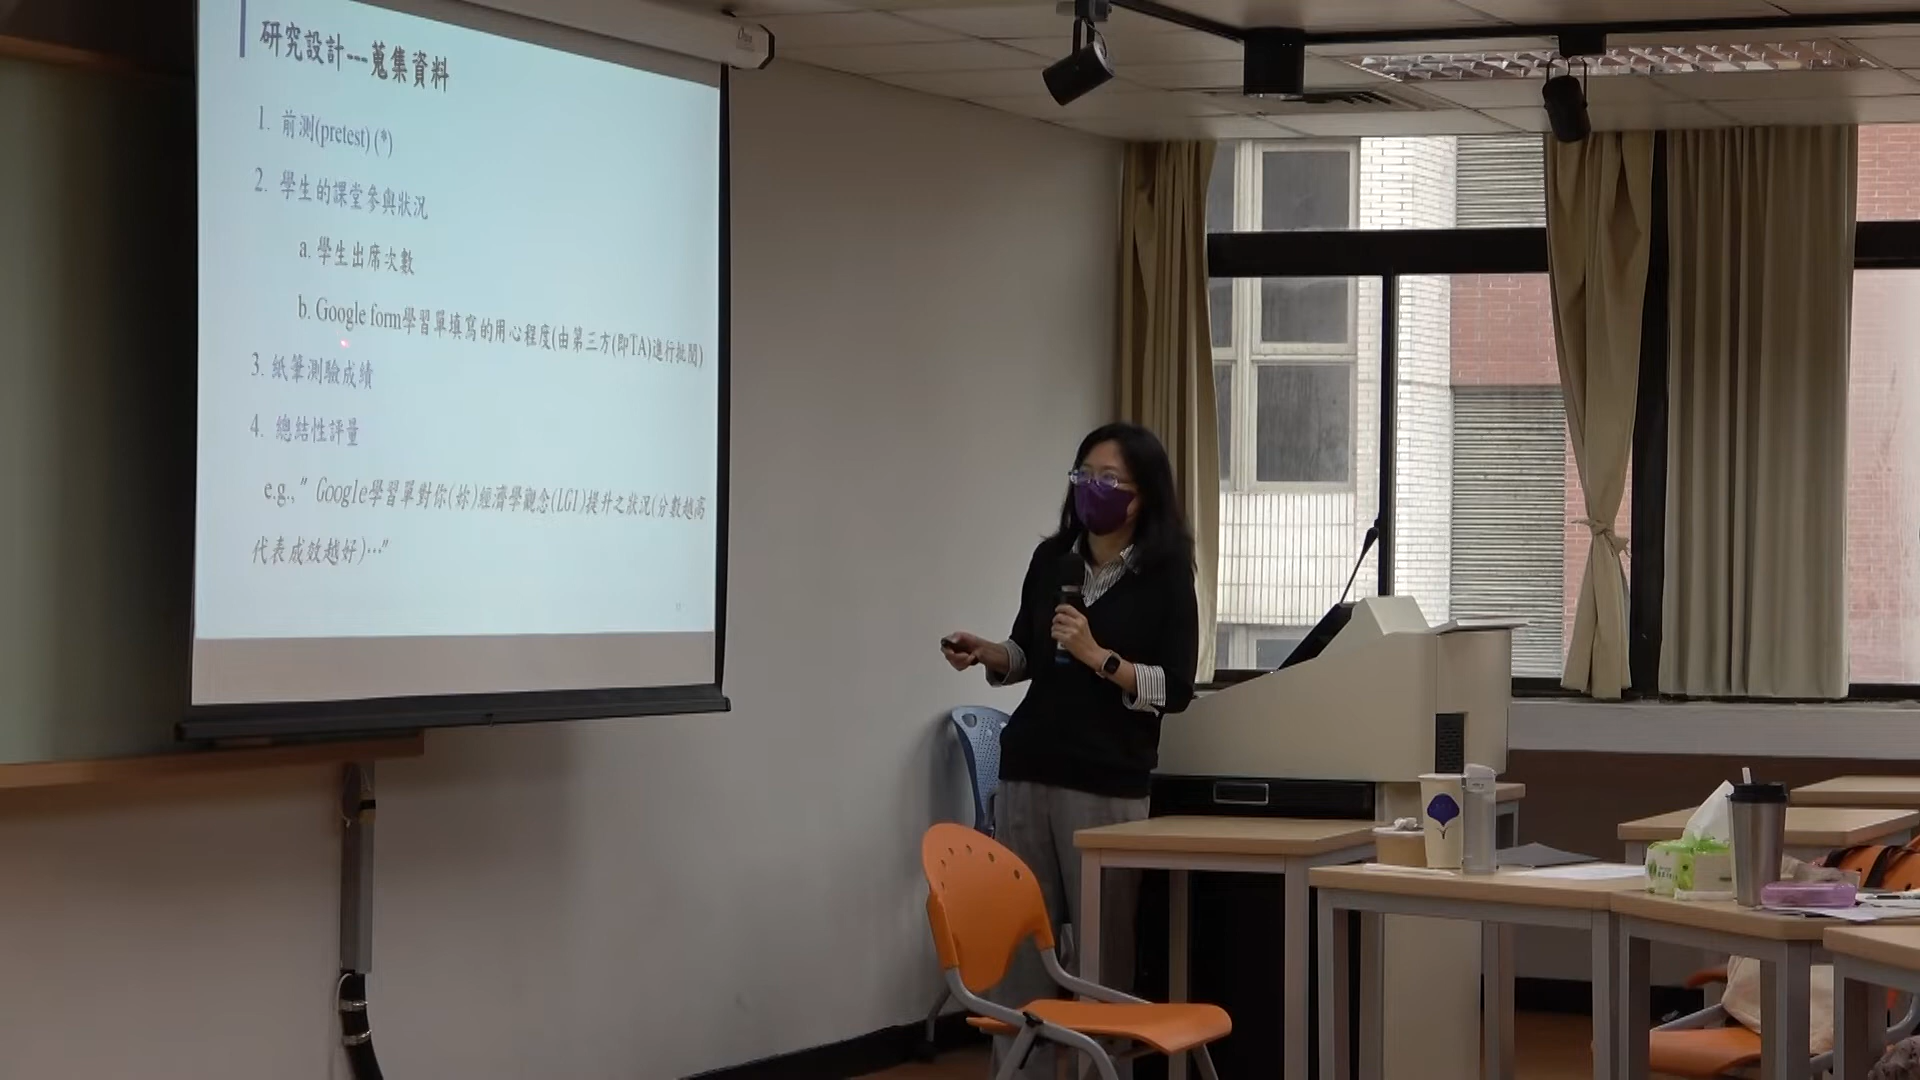 研究設計---蒐集資料
1. 前測(pretest) (*)
2. 學生的課堂參與狀況
a. 學生出席次數
b. Google form學習單填寫的用心程度(由第三方(即TA)進行批閱)
3. 紙筆測驗成績
4. 總結性評量
e.g., " Google學習單對你(妳)經濟學觀念(LG1)提升之狀況(分數越高
代表成效越好)…"